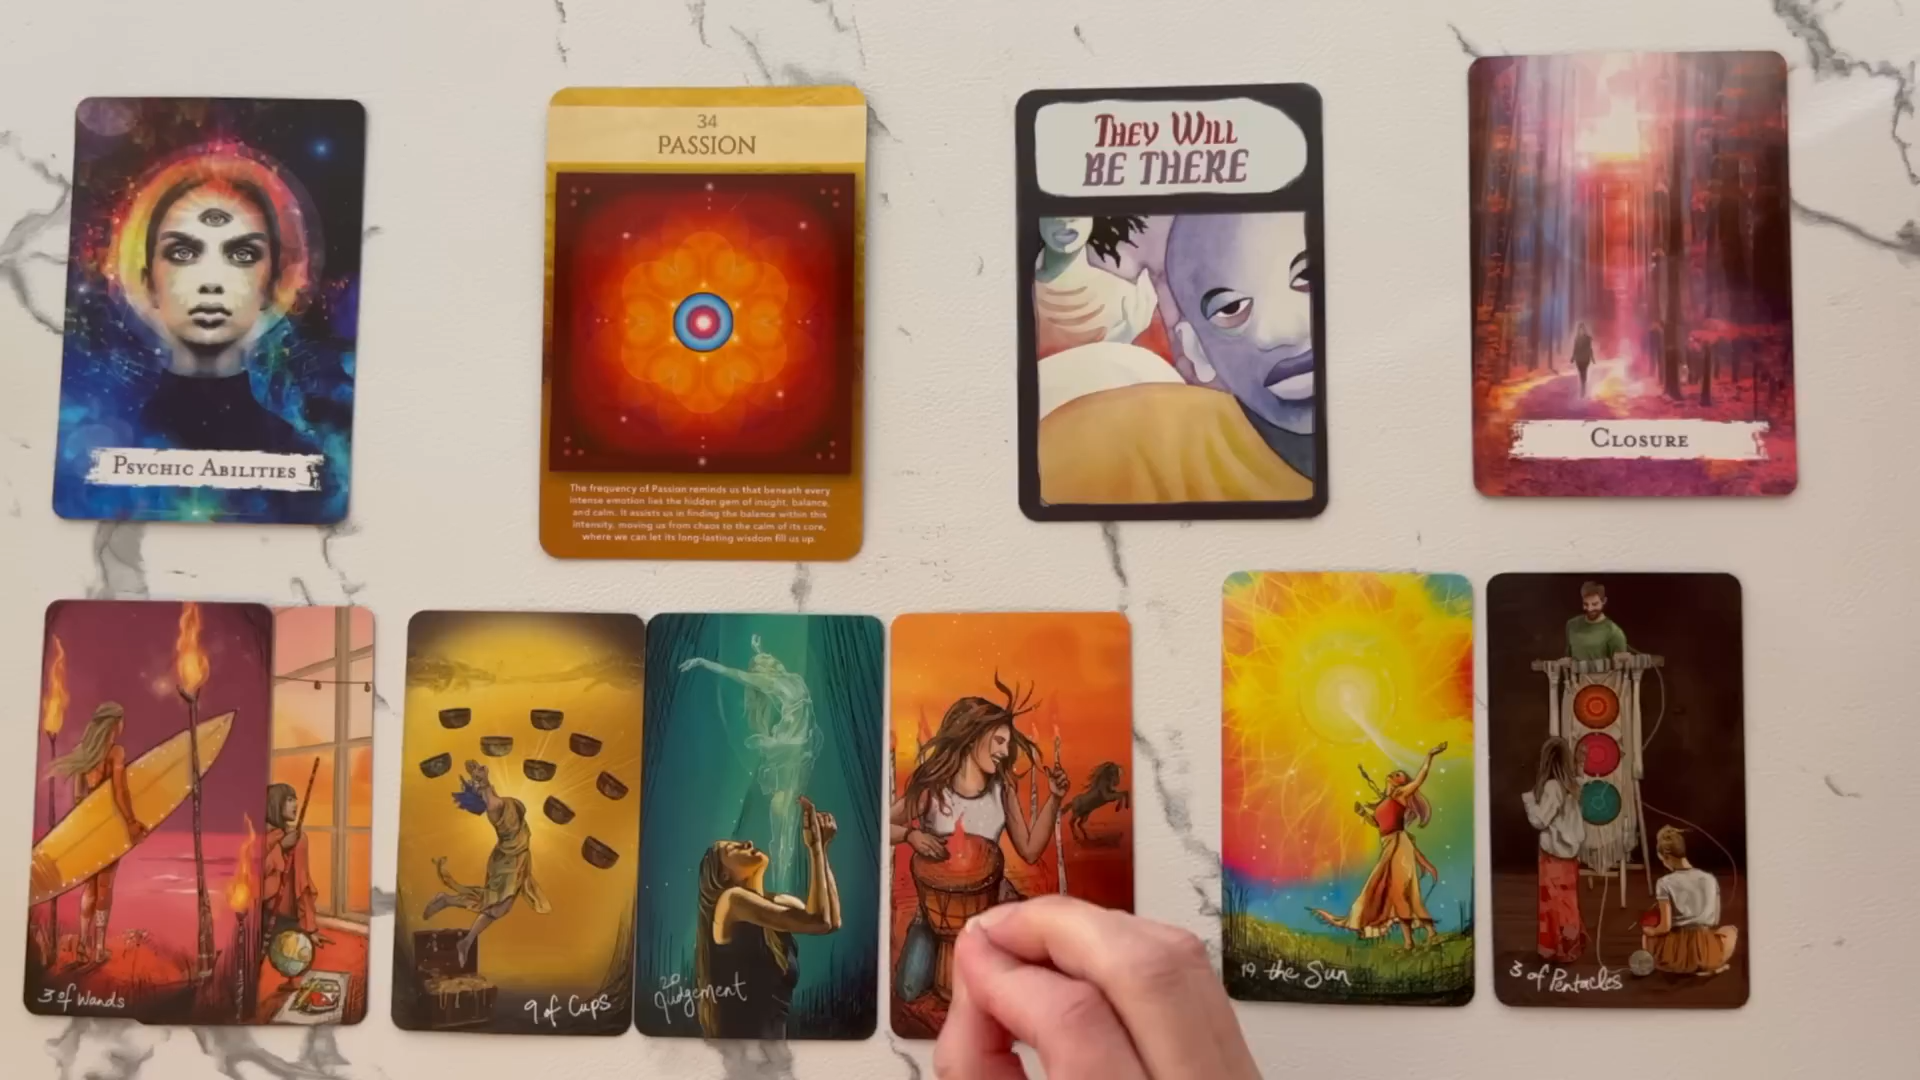 PSYCHIC ABILITIES
34
PASSION
The frequency of Passion reminds us that beneath every
intense emotion lies the hidden gem of insight, balance,
and calm. It assists us in finding the balance within this
intensity, moving us from chaos to the calm of its core,
where we can let its long-lasting wisdom fill us up.
THEY WILL
BE THERE
CLOSURE
3 of Wands
9 of Cups
20
Judgement
19. the Sun
3 of Pentacles